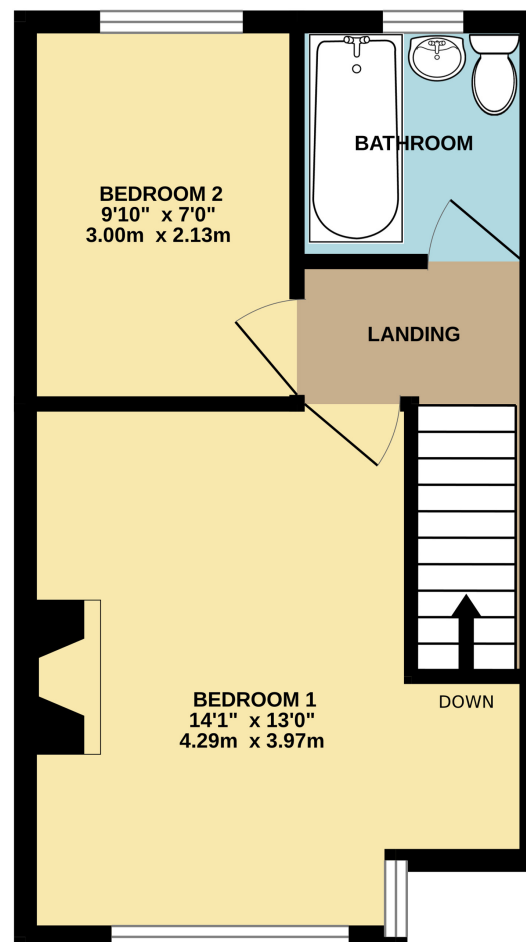 BATHROOM
BEDROOM 2
9'10" x 7'0"
3.00m x 2.13m
LANDING
BEDROOM 1
14'1" x 13'0"
4.29m x 3.97m
DOWN